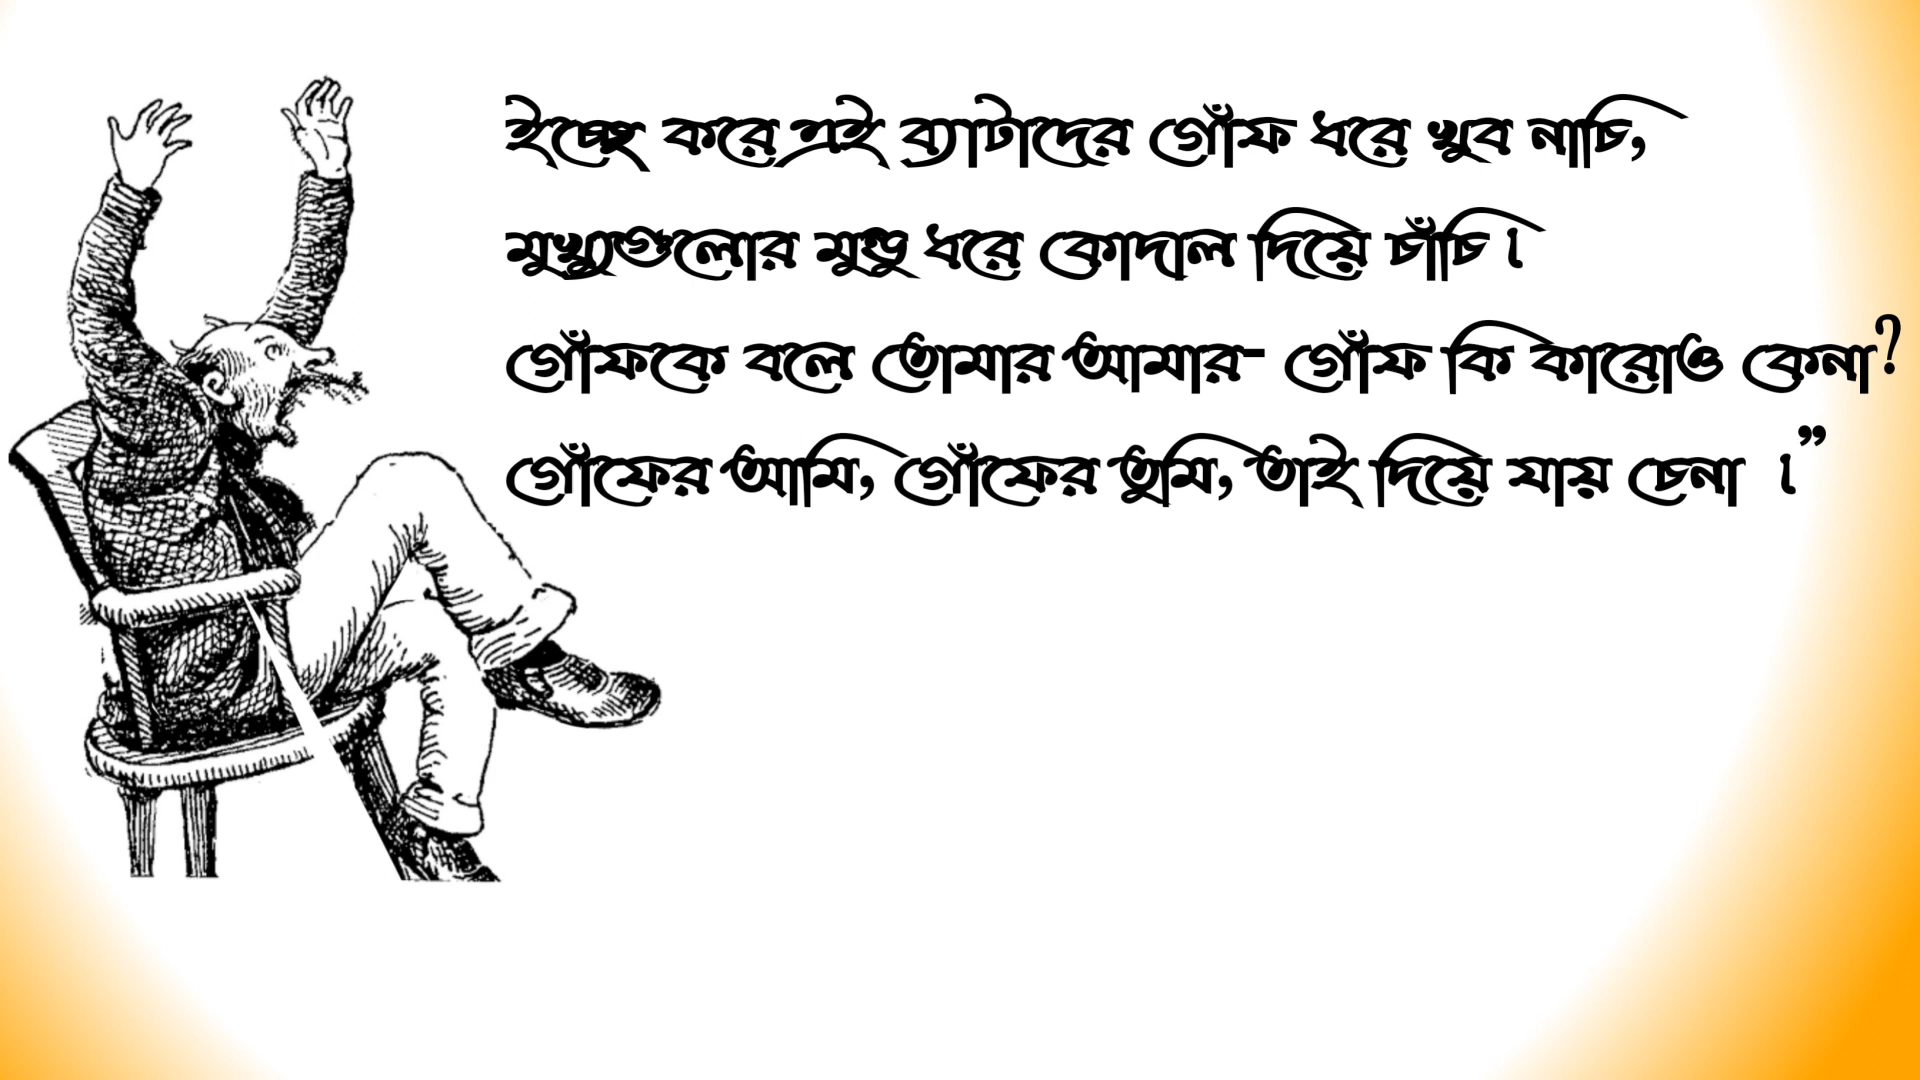 ইচ্ছে করে এই ব্যাটাদের গোঁফ ধরে খুব নাচি,
মুখ্যুগুলোর মুন্ডু ধরে কোদাল দিয়ে চাঁচি।
গোঁফকে বলে তোমার আমার- গোঁফ কি কারোও কেনা?
গোঁফের আমি, গোঁফের তুমি, তাই দিয়ে যায় চেনা ।”